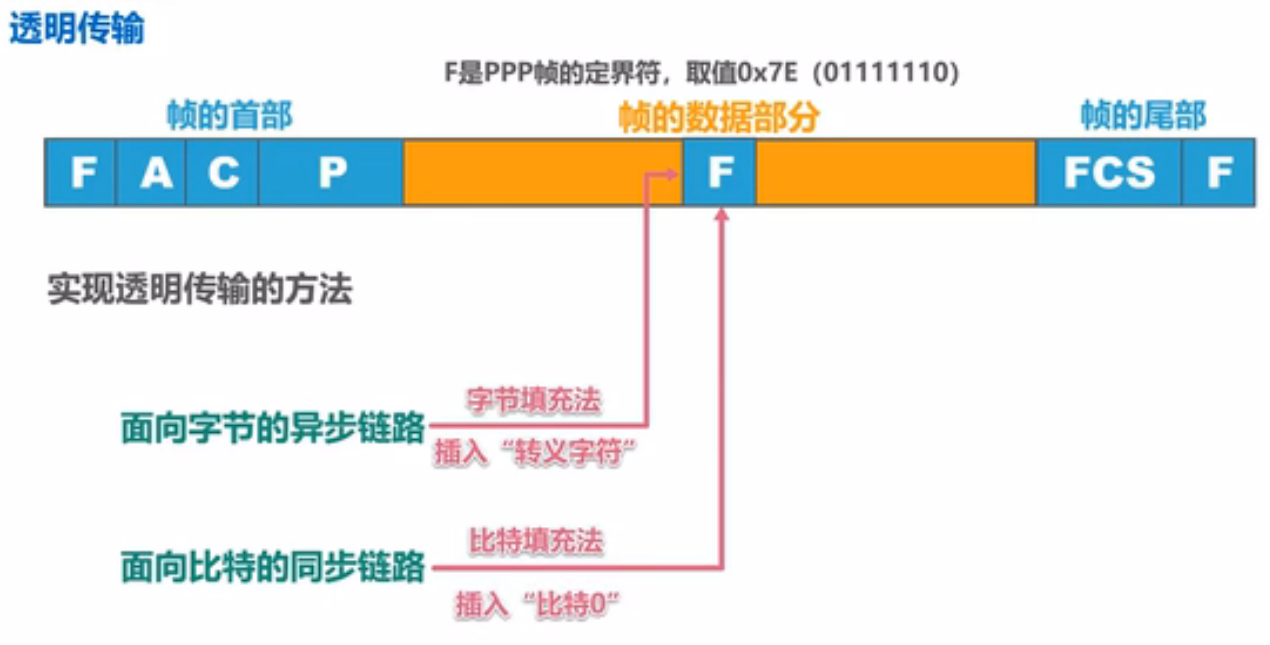 透明传输
F是PPP帧的定界符，取值0x7E（01111110）
帧的首部 帧的数据部分 帧的尾部
F A C P F FCS F
实现透明传输的方法
字节填充法
面向字节的异步链路
插入“转义字符”
比特填充法
面向比特的同步链路
插入“比特0”